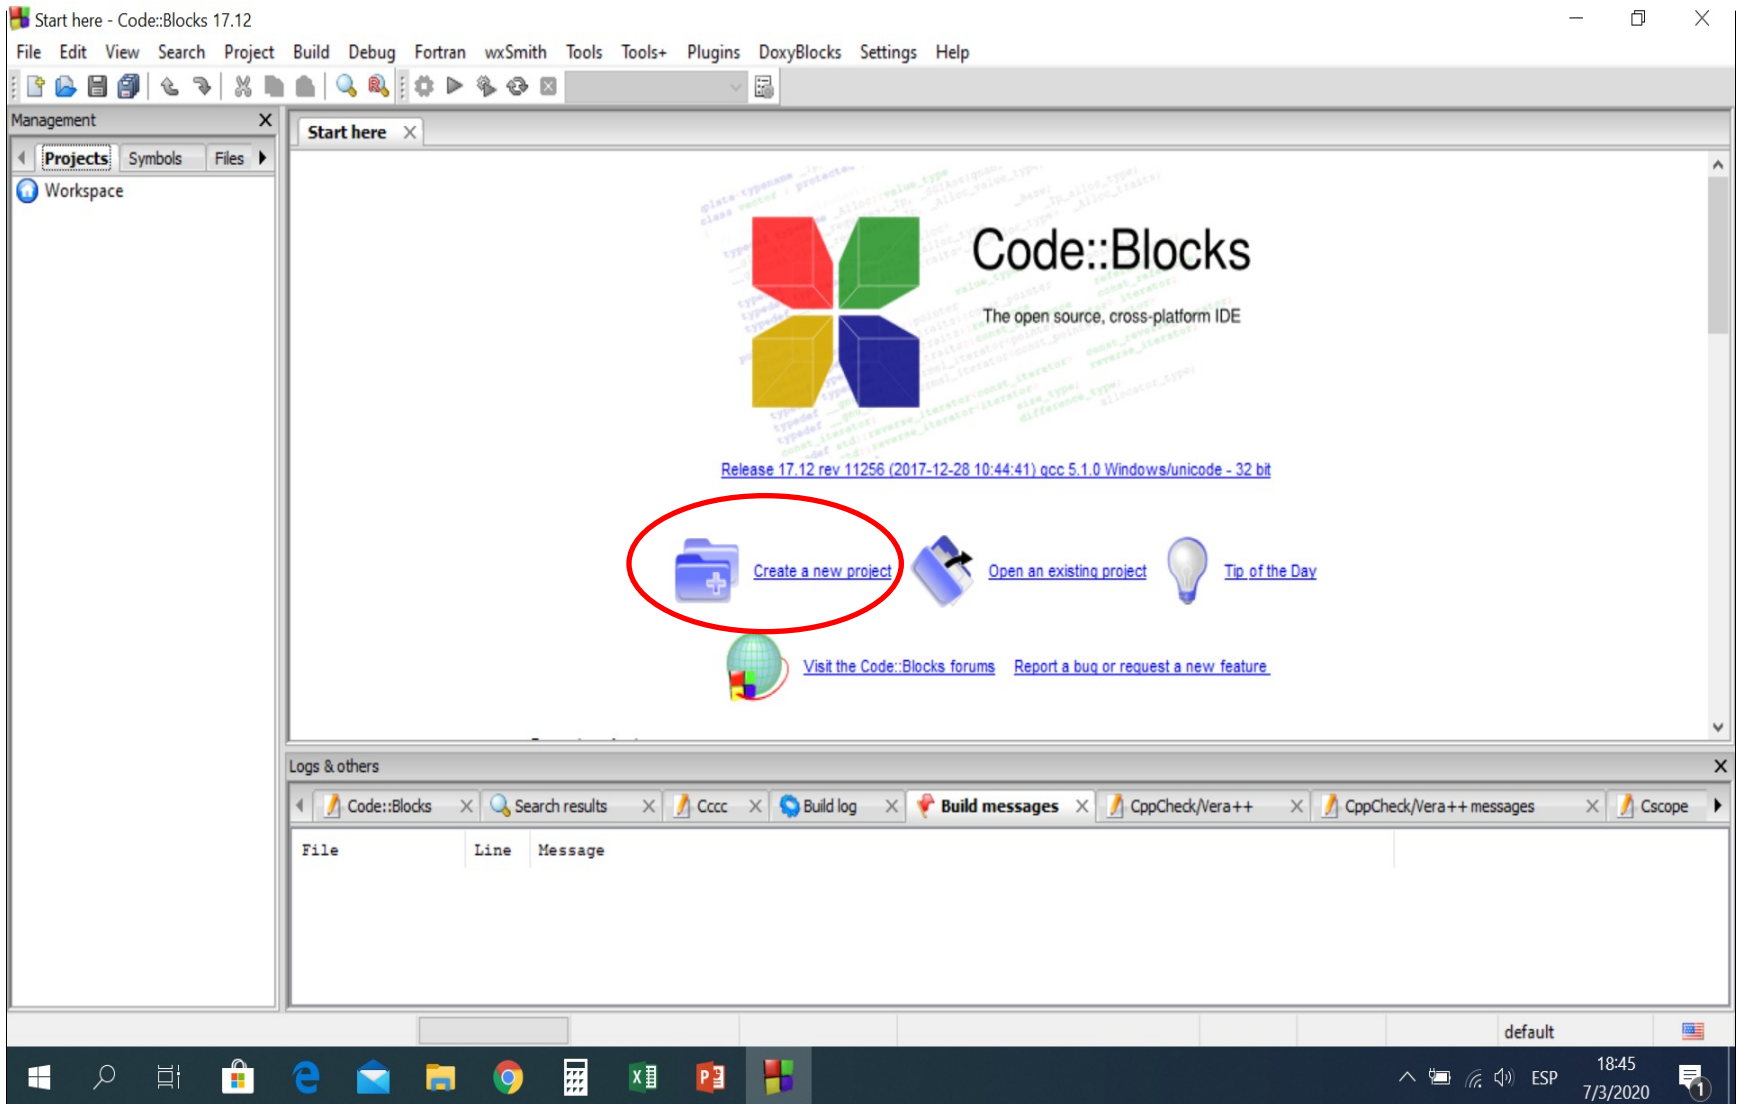 Start here - Code::Blocks 17.12
File Edit View Search Project Build Debug Fortran wxSmith Tools Tools+ Plugins DoxyBlocks Settings Help
Management
Projects Symbols Files
Workspace
Start here
Code::Blocks
The open source, cross-platform IDE
Release 17.12 rev 11256 (2017-12-28 10:44:41) gcc 5.1.0 Windows/unicode - 32 bit
Create a new project Open an existing project Tip of the Day
Visit the Code::Blocks forums Report a bug or request a new feature
Logs & others
Code::Blocks Search results Cccc Build log Build messages CppCheck/Vera++ CppCheck/Vera++ messages Cscope
File Line Message
default
ESP
18:45
7/3/2020
1